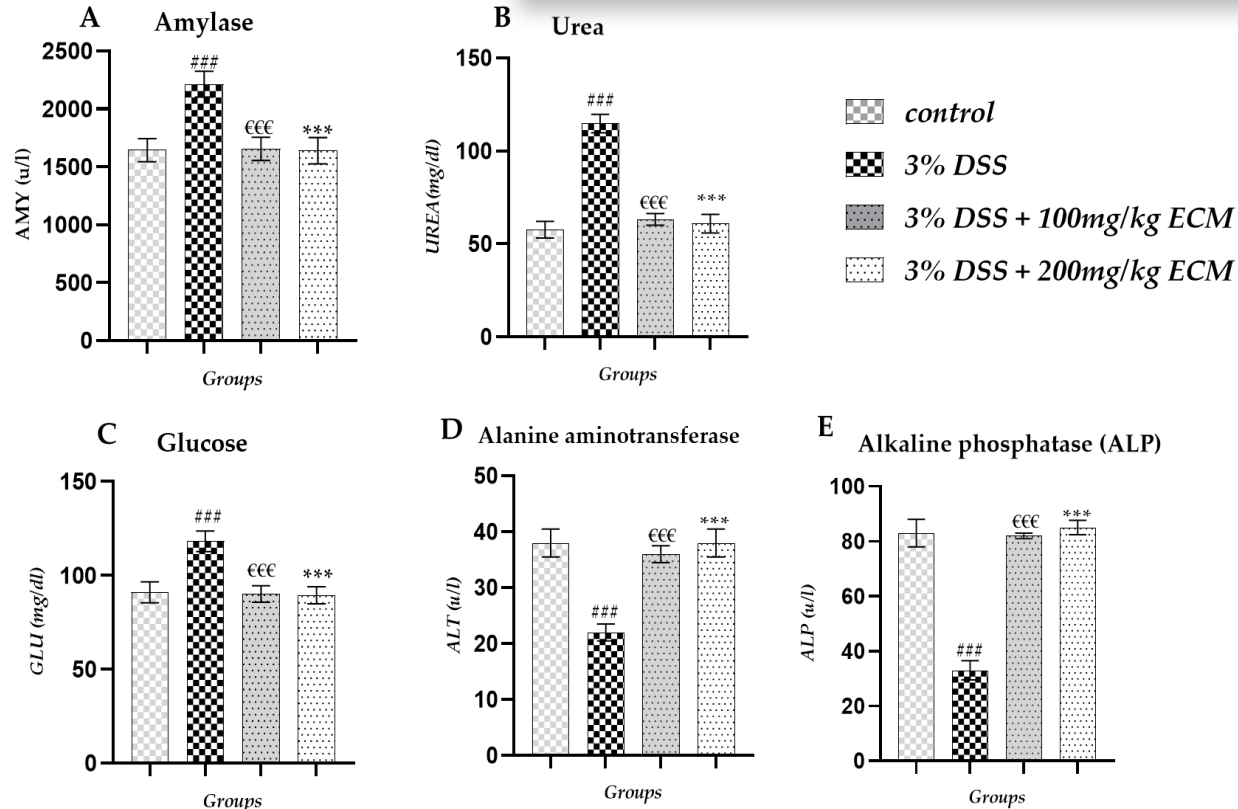 A Amylase
2500
2000
1500
1000
500
0
AMY (u/l)
###
€€€
***
Groups
B Urea
150
100
50
0
UREA(mg/dl)
###
€€€
***
Groups
control
3% DSS
3% DSS + 100mg/kg ECM
3% DSS + 200mg/kg ECM
C Glucose
150
100
50
0
GLU (mg/dl)
###
€€€
***
Groups
D Alanine aminotransferase
50
40
30
20
10
0
ALT (u/l)
###
€€€
***
Groups
E Alkaline phosphatase (ALP)
100
80
60
40
20
0
ALP (u/l)
###
€€€
***
Groups